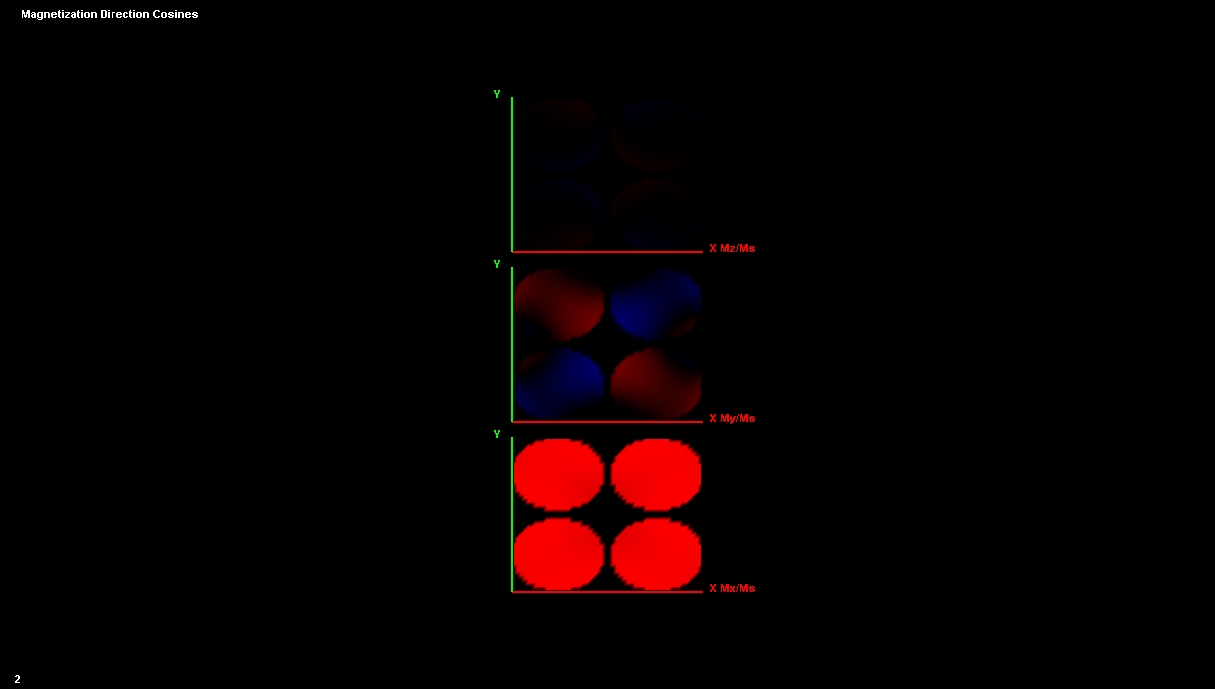 Magnetization Direction Cosines
Y
X Mz/Ms
Y
X My/Ms
Y
X Mx/Ms
2